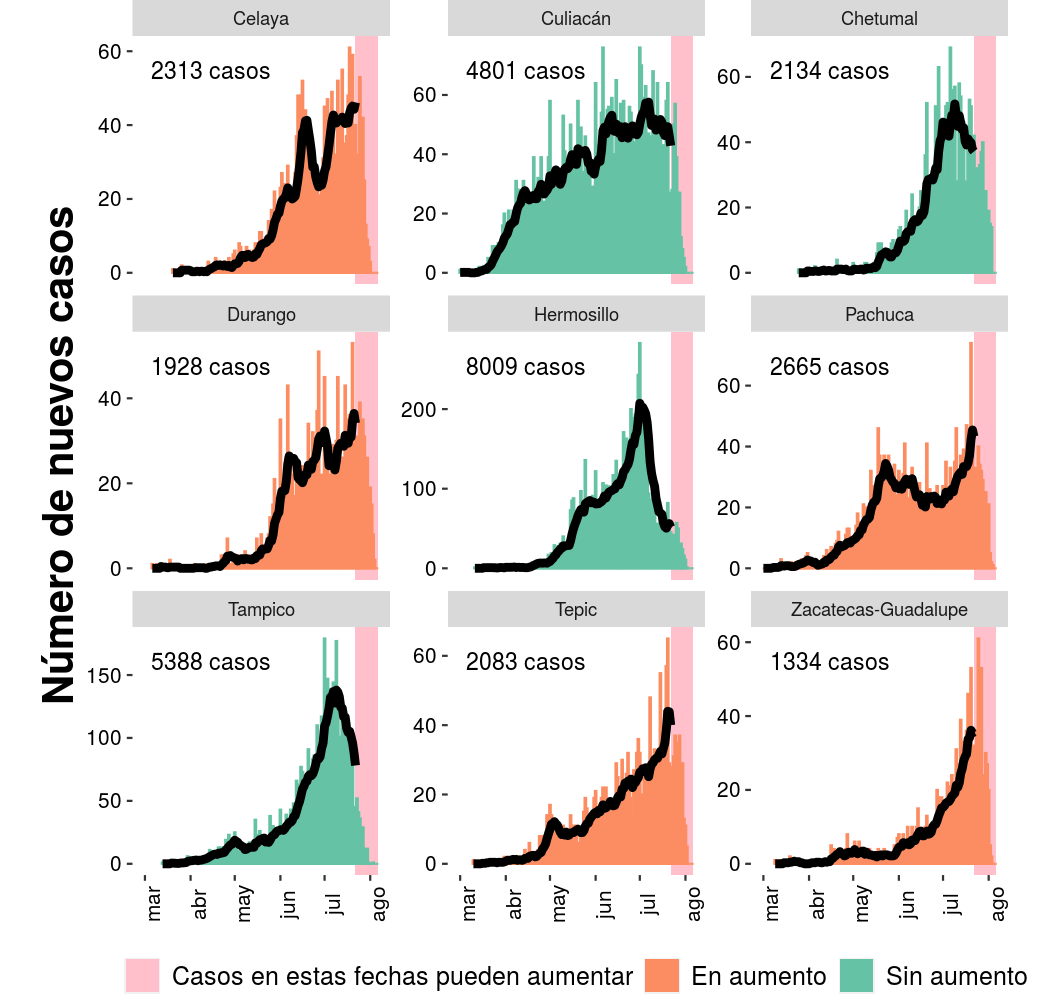 Número de nuevos casos
Celaya
Culiacán
Chetumal
2313 casos
4801 casos
2134 casos
60
40
20
0
60
40
20
0
60
40
20
0
Durango
Hermosillo
Pachuca
1928 casos
8009 casos
2665 casos
40
20
0
200
100
0
60
40
20
0
Tampico
Tepic
Zacatecas-Guadalupe
5388 casos
2083 casos
1334 casos
150
100
50
0
60
40
20
0
60
40
20
0
mar abr may jun jul ago
mar abr may jun jul ago
mar abr may jun jul ago
Casos en estas fechas pueden aumentar En aumento Sin aumento